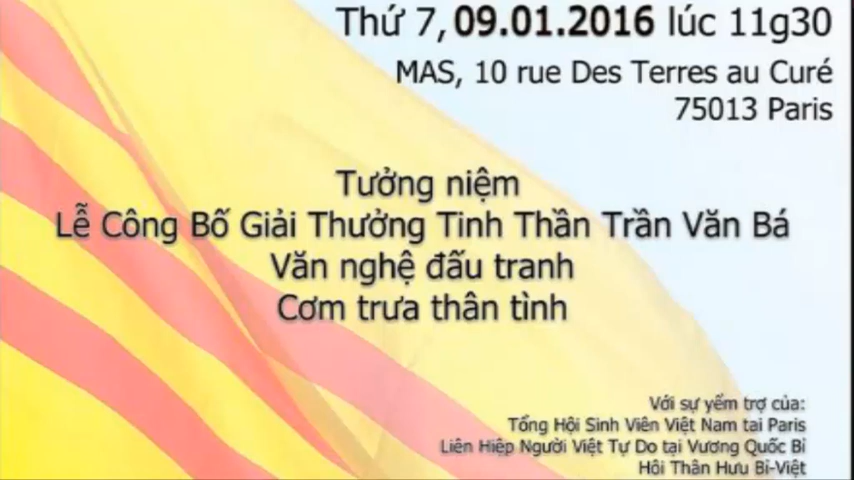 Thứ 7, 09.01.2016 lúc 11g30
MAS, 10 rue Des Terres au Curé
75013 Paris
Tưởng niệm
Lễ Công Bố Giải Thưởng Tinh Thần Trần Văn Bá
Văn nghệ đấu tranh
Cơm trưa thân tình
Với sự yểm trợ của:
Tổng Hội Sinh Viên Việt Nam tại Paris
Liên Hiệp Người Việt Tự Do tại Vương Quốc Bỉ
Hội Thân Hưu Bỉ-Việt